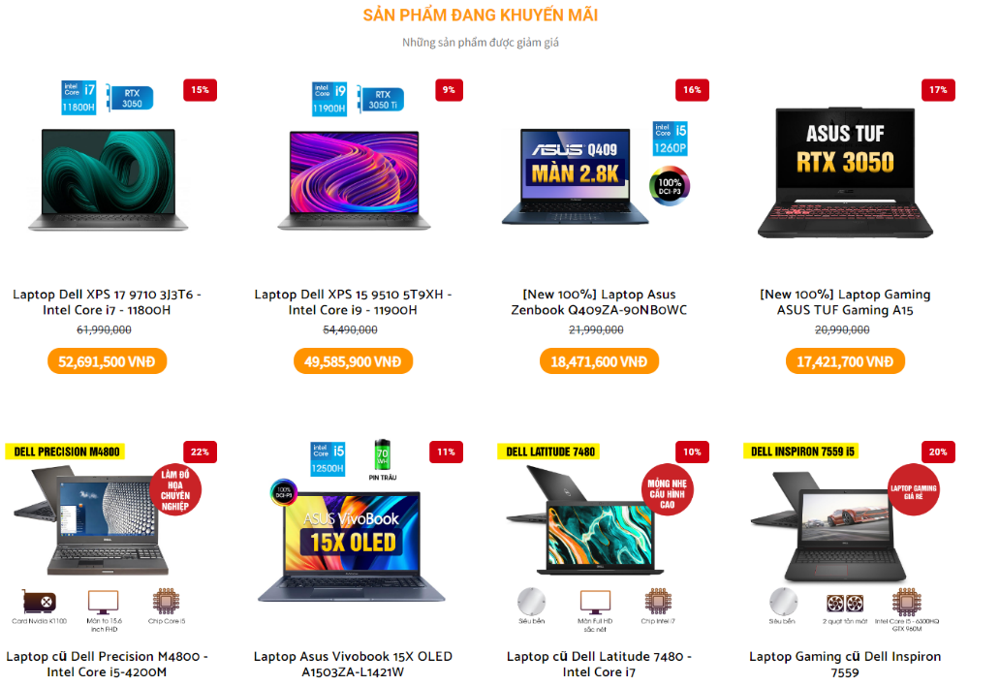 SẢN PHẨM ĐANG KHUYẾN MÃI
Những sản phẩm được giảm giá
intel
Core i7
11800H
RTX
3050
15%
intel
Core i9
11900H
RTX
3050 Ti
9%
16%
ASUS Q409
MÀN 2.8K
intel
Core i5
1260P
100%
DCI-P3
17%
ASUS TUF
RTX 3050
Laptop Dell XPS 17 9710 3J3T6 -
Intel Core i7 - 11800H
61,990,000
52,691,500 VNĐ
Laptop Dell XPS 15 9510 5T9XH -
Intel Core i9 - 11900H
54,490,000
49,585,900 VNĐ
[New 100%] Laptop Asus
Zenbook Q409ZA-90NB0WC
21,990,000
18,471,600 VNĐ
[New 100%] Laptop Gaming
ASUS TUF Gaming A15
20,990,000
17,421,700 VNĐ
DELL PRECISION M4800
22%
LÀM ĐỒ
HỌA
CHUYÊN
NGHIỆP
Card Nvidia K1100
Màn to 15.6
inch FHD
Chip Core i5
Laptop cũ Dell Precision M4800 -
Intel Core i5-4200M
intel
Core i5
12500H
70
WH
PIN TRÂU
11%
100%
DCI-P3
ASUS VivoBook
15X OLED
Laptop Asus Vivobook 15X OLED
A1503ZA-L1421W
DELL LATITUDE 7480
10%
MỎNG NHẸ
CẤU HÌNH
CAO
Siêu bền
Màn Full HD
sắc nét
Chip Intel i7
Laptop cũ Dell Latitude 7480 -
Intel Core i7
DELL INSPIRON 7559 i5
20%
LAPTOP GAMING
GIÁ RẺ
Siêu bền
2 quạt tản mát
Intel Core i5 - 6300HQ
GTX 960M
Laptop Gaming cũ Dell Inspiron
7559